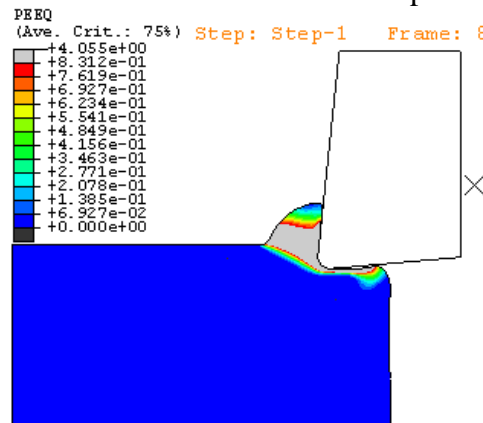 PEEQ
(Ave. Crit.: 75%) Step: Step-1 Frame: 8
+4.055e+00
+8.312e-01
+7.619e-01
+6.927e-01
+6.234e-01
+5.541e-01
+4.849e-01
+4.156e-01
+3.463e-01
+2.771e-01
+2.078e-01
+1.385e-01
+6.927e-02
+0.000e+00